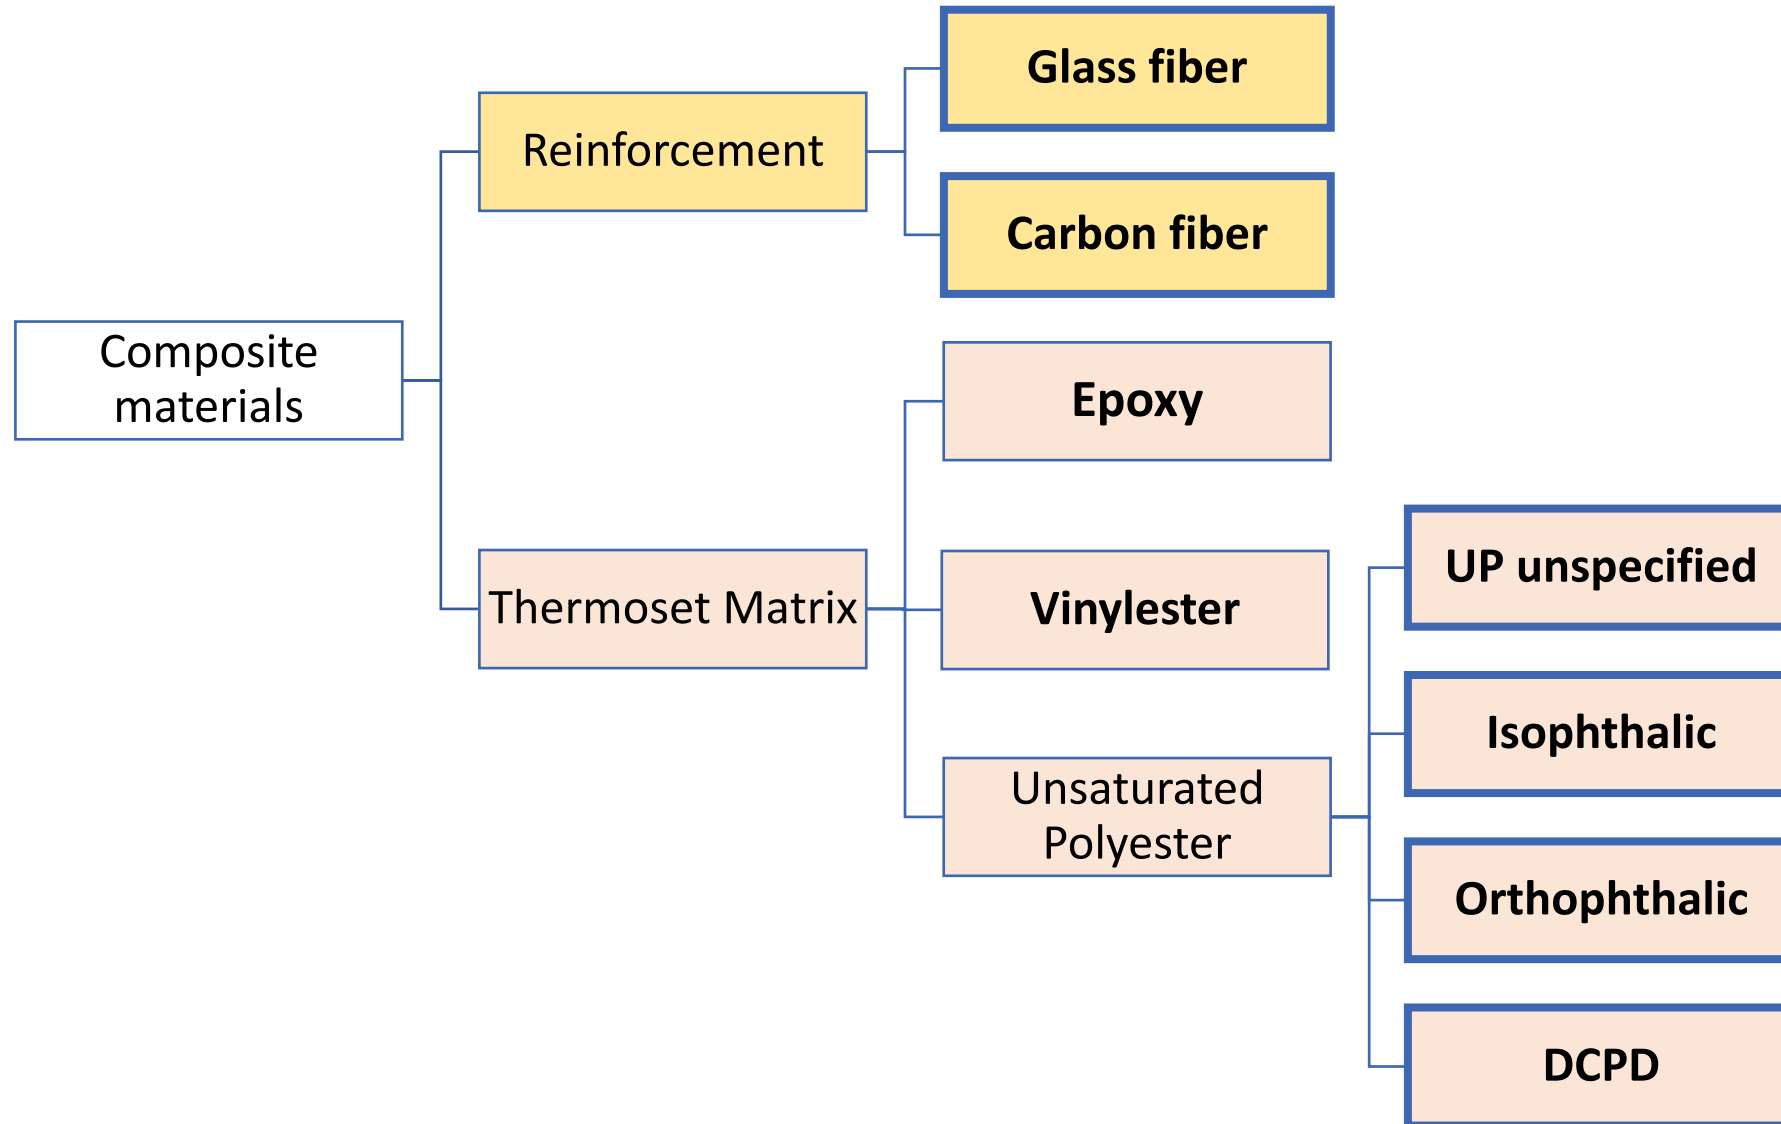 Glass fiber
Reinforcement
Carbon fiber
Composite
materials
Epoxy
UP unspecified
Thermoset Matrix
Vinylester
Isophthalic
Unsaturated
Polyester
Orthophthalic
DCPD